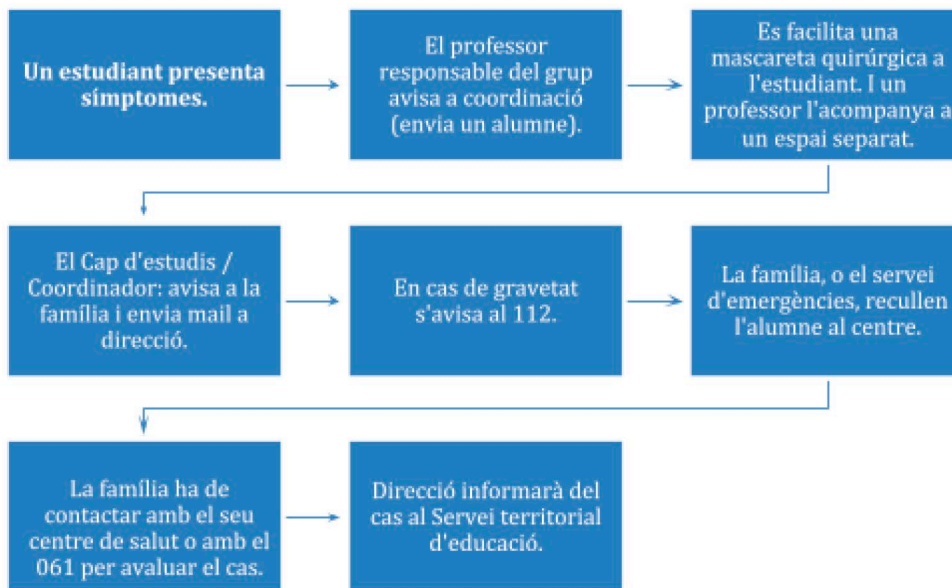 Un estudiant presenta
símptomes.
El professor
responsable del grup
avisa a coordinació
(envia un alumne).
Es facilita una
mascareta quirúrgica a
l'estudiant. I un
professor l'acompanya a
un espai separat.
El Cap d'estudis /
Coordinador: avisa a la
família i envia mail a
direcció.
En cas de gravetat
s'avisa al 112.
La família, o el servei
d'emergències, recullen
l'alumne al centre.
La família ha de
contactar amb el seu
centre de salut o amb el
061 per avaluar el cas.
Direcció informarà del
cas al Servei territorial
d'educació.